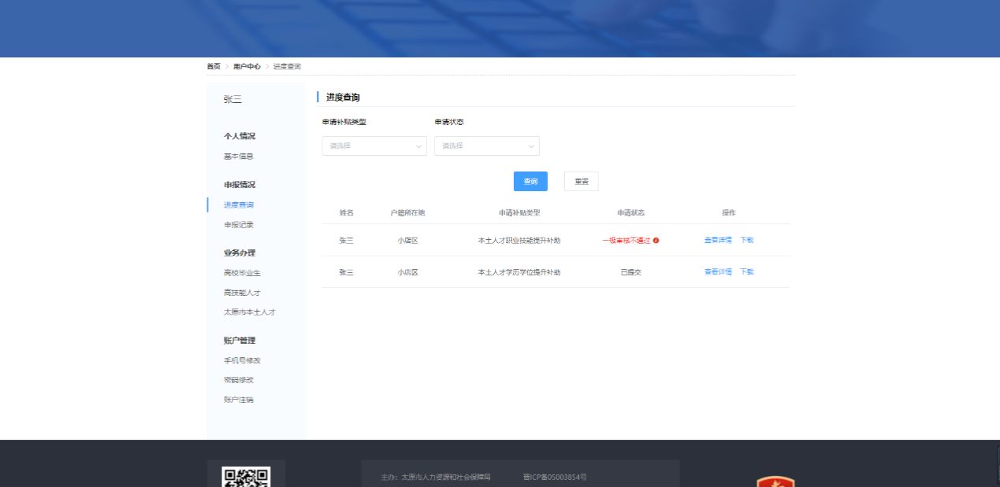 首页 > 用户中心 > 进度查询
张三
个人情况
基本信息
申报情况
进度查询
申报记录
业务办理
高校毕业生
高技能人才
太原市本土人才
账户管理
手机号修改
密码修改
账户注销
进度查询
申请补贴类型 申请状态
请选择 请选择
查询 重置
姓名 户籍所在地 申请补贴类型 申请状态 操作
张三 小店区 本土人才职业技能提升补助 一级审核不通过 查看详情 下载
张三 小店区 本土人才学历学位提升补助 已提交 查看详情 下载
主办：太原市人力资源和社会保障局 晋ICP备05003854号